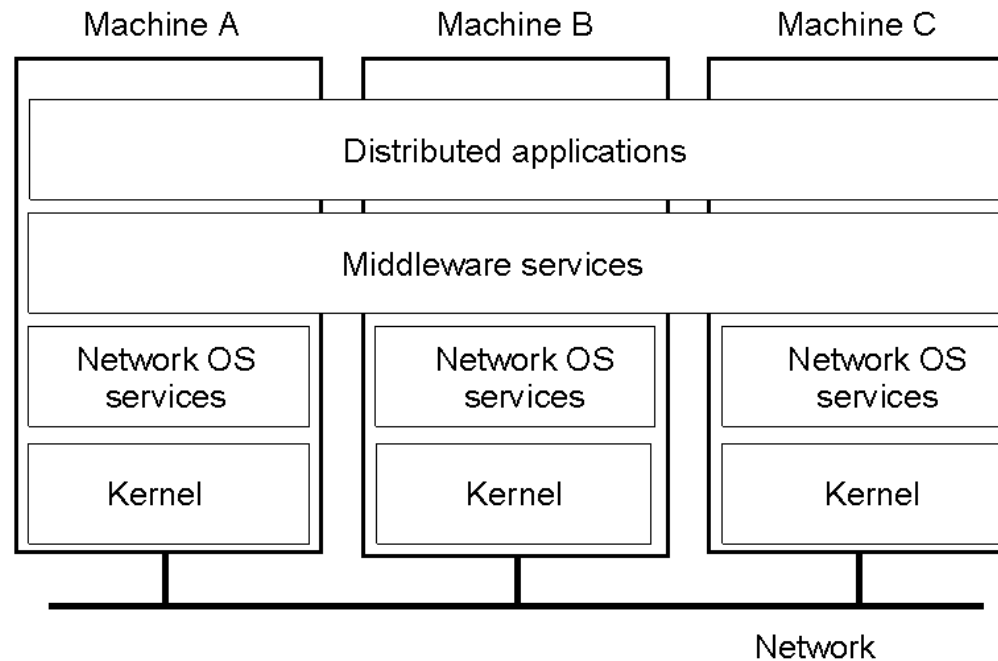 Machine A
Machine B
Machine C
Distributed applications
Middleware services
Network OS
services
Network OS
services
Network OS
services
Kernel
Kernel
Kernel
Network